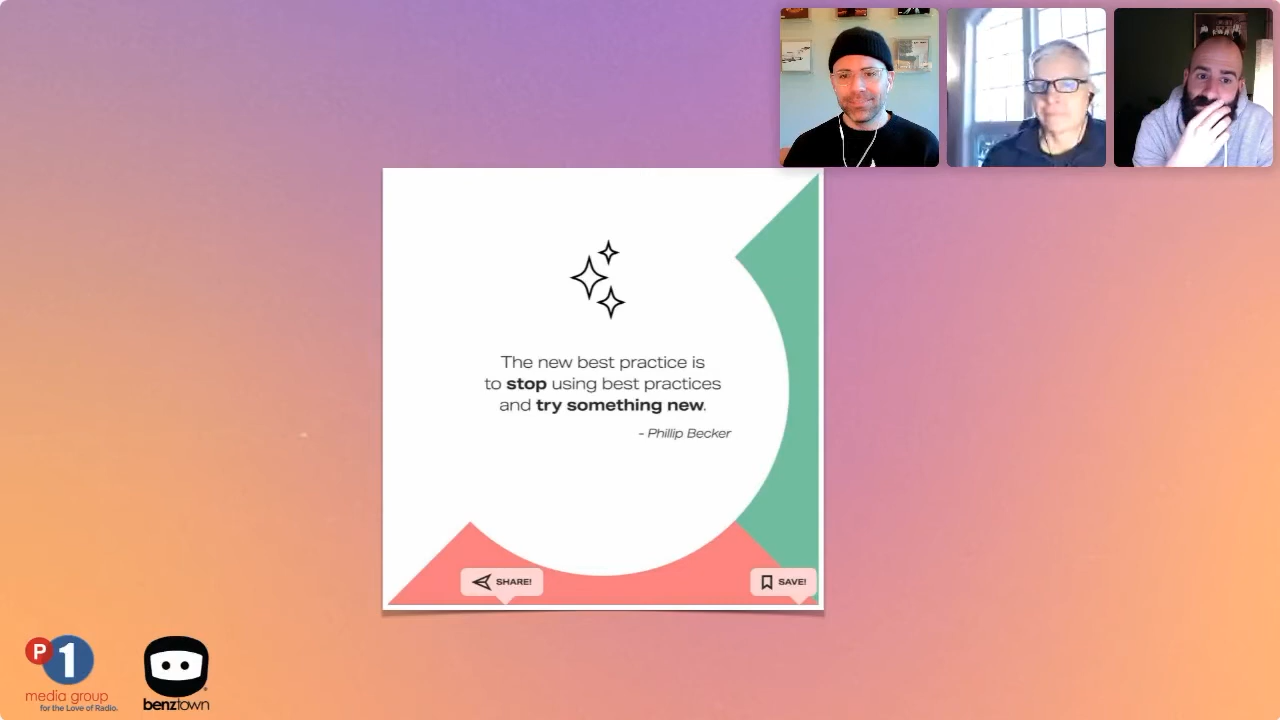 The new best practice is
to stop using best practices
and try something new.
- Phillip Becker
SHARE!
SAVE!
P1
media group
for the Love of Radio.
benztown